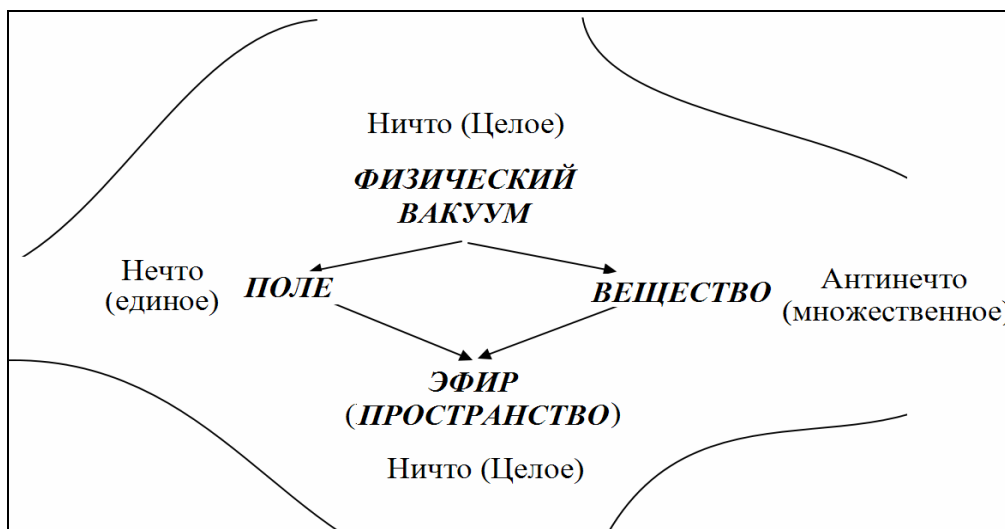 Ничто (Целое)
ФИЗИЧЕСКИЙ
ВАКУУМ
Нечто
(единое)
ПОЛЕ
ВЕЩЕСТВО
Антинечто
(множественное)
ЭФИР
(ПРОСТРАНСТВО)
Ничто (Целое)